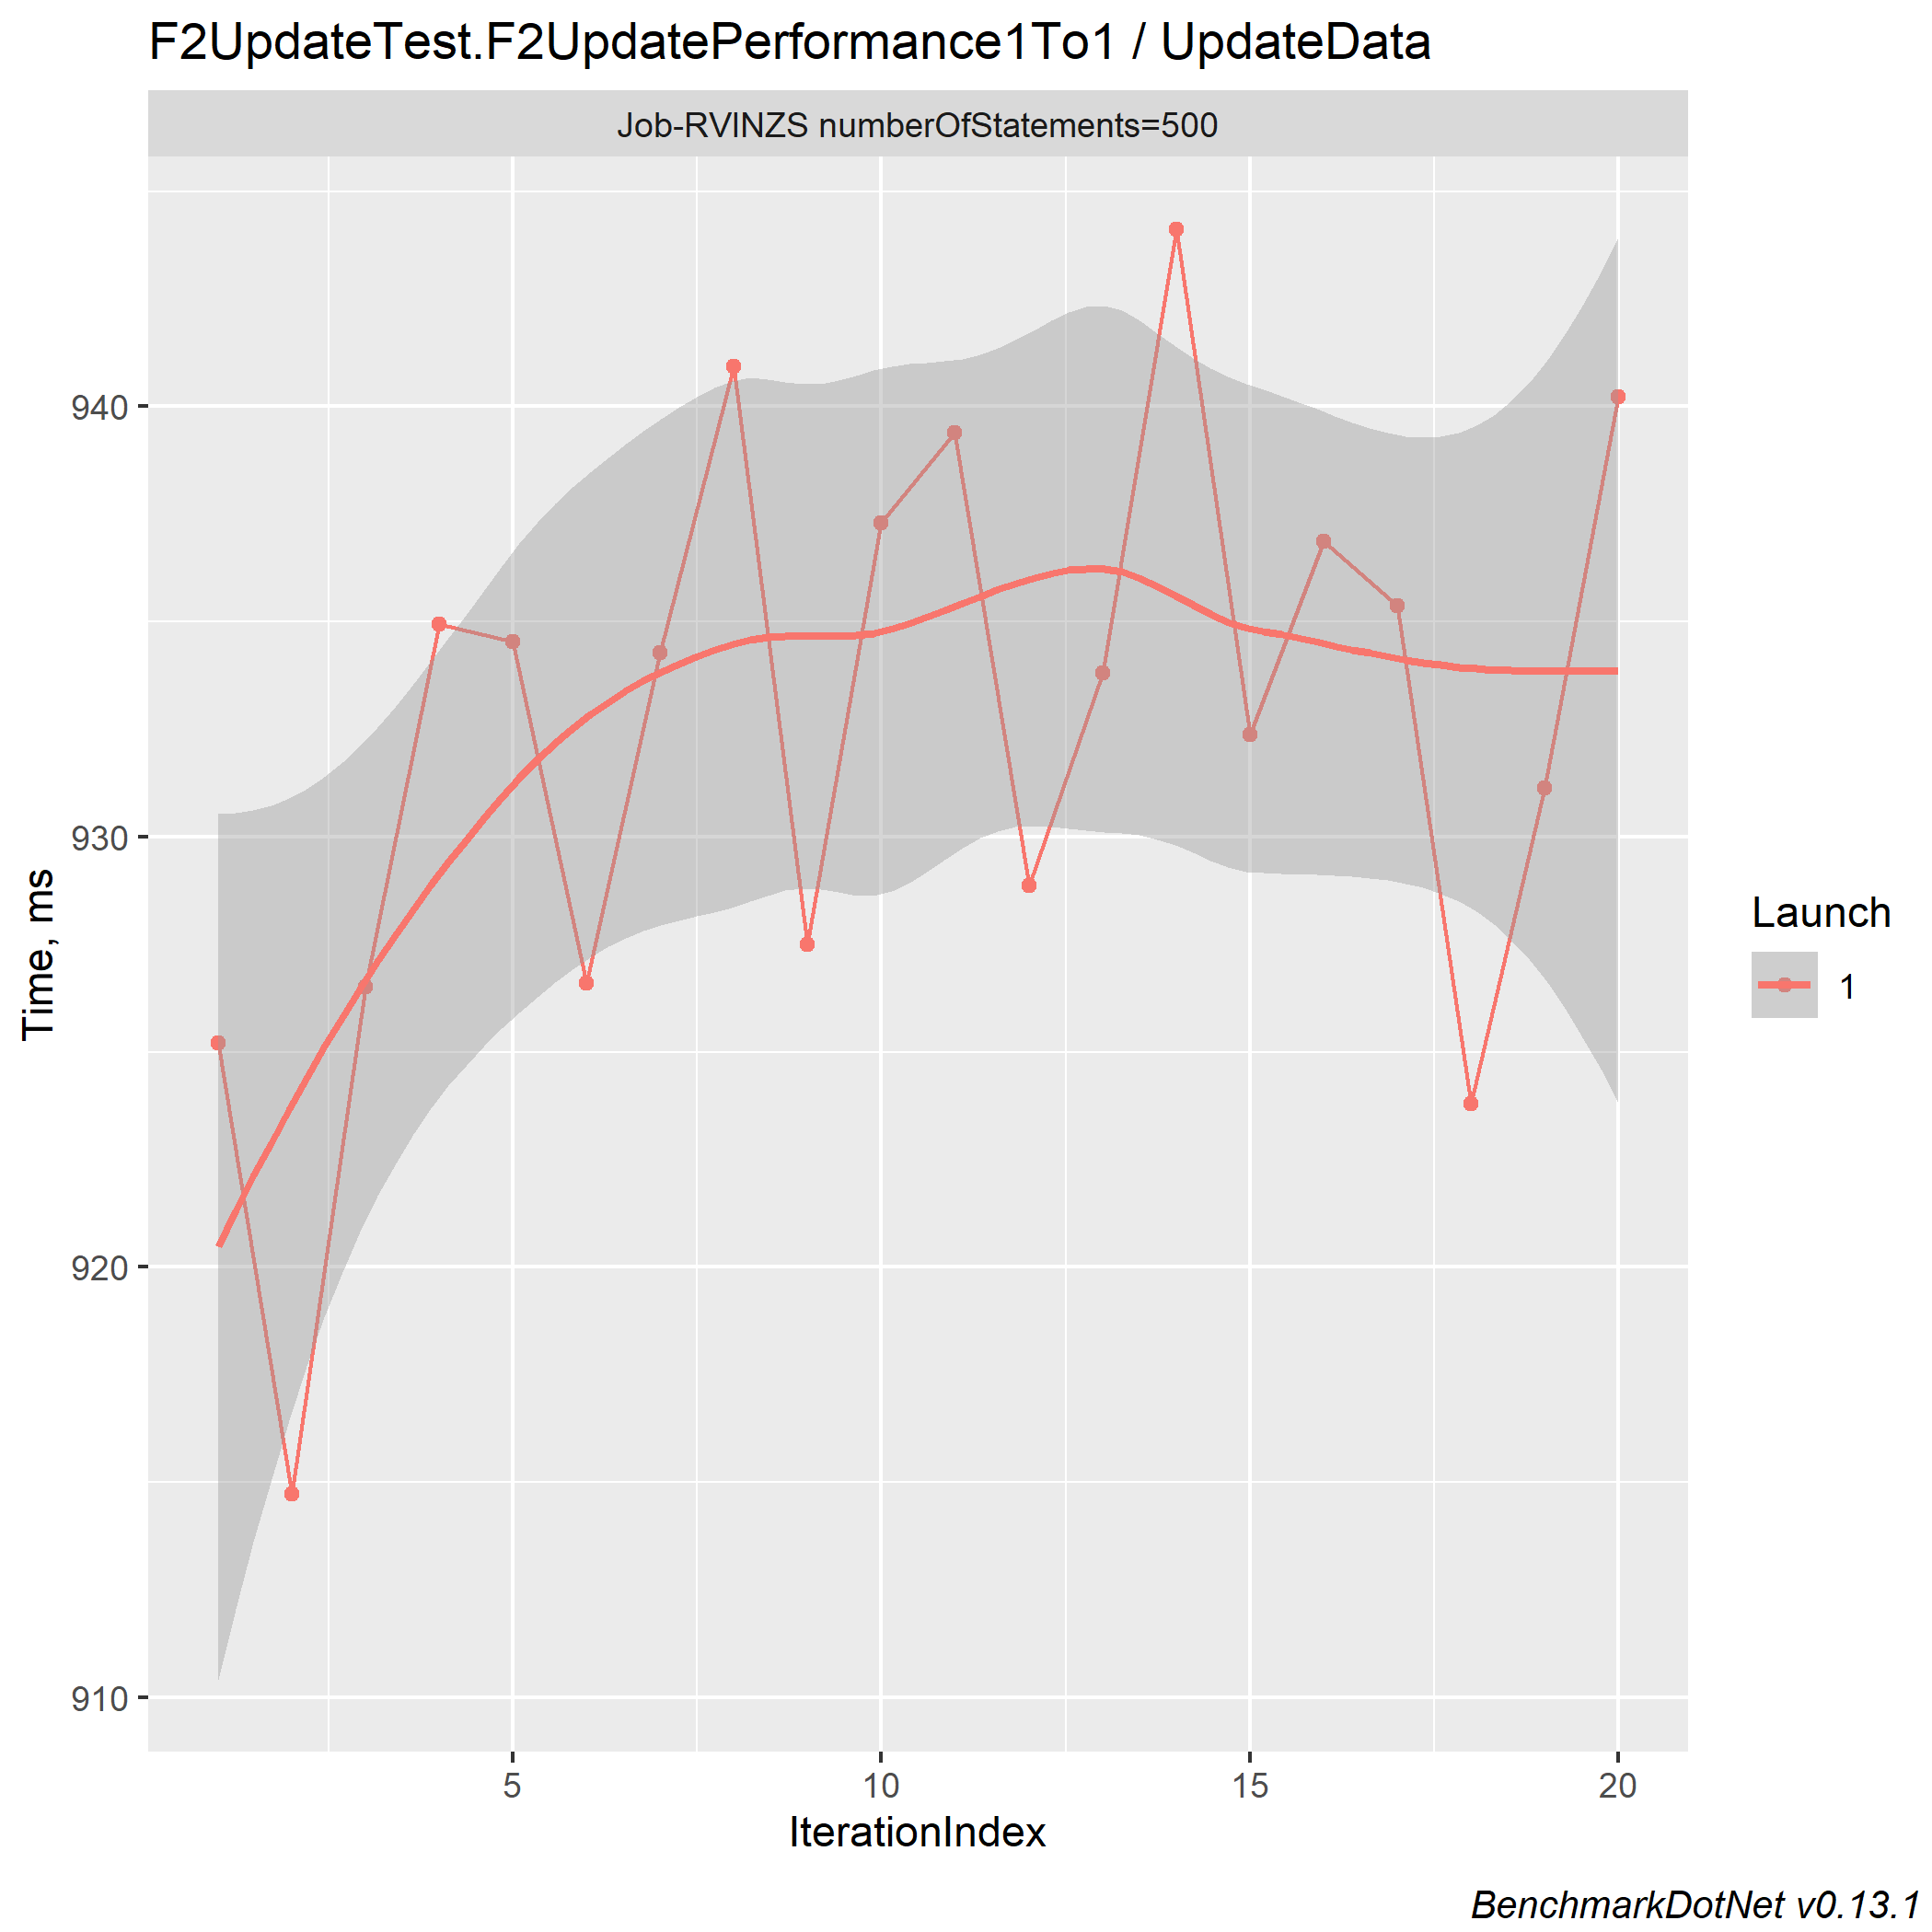 F2UpdateTest.F2UpdatePerformance1To1 / UpdateData
Job-RVINZS numberOfStatements=500
940
930
920
910
Time, ms
5
10
15
20
IterationIndex
Launch
1
BenchmarkDotNet v0.13.1